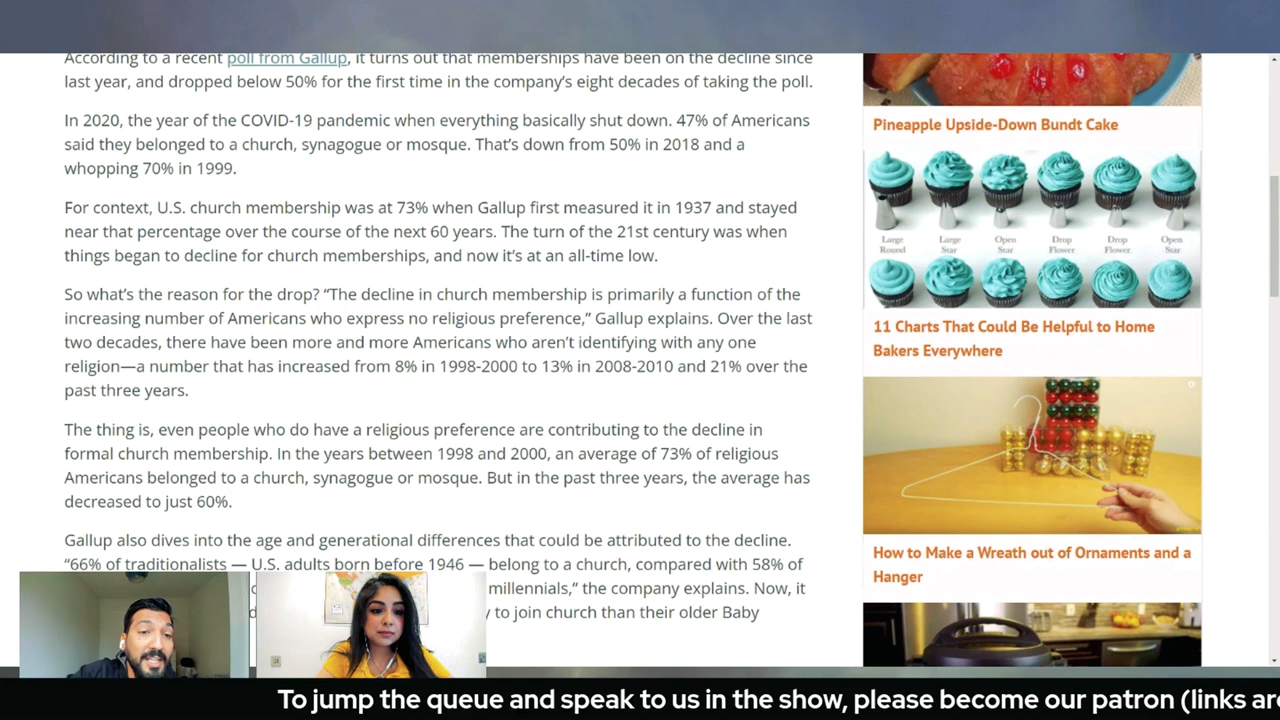 According to a recent poll from Gallup, it turns out that memberships have been on the decline since
last year, and dropped below 50% for the first time in the company's eight decades of taking the poll.
In 2020, the year of the COVID-19 pandemic when everything basically shut down. 47% of Americans
said they belonged to a church, synagogue or mosque. That's down from 50% in 2018 and a
whopping 70% in 1999.
For context, U.S. church membership was at 73% when Gallup first measured it in 1937 and stayed
near that percentage over the course of the next 60 years. The turn of the 21st century was when
things began to decline for church memberships, and now it's at an all-time low.
So what's the reason for the drop? “The decline in church membership is primarily a function of the
increasing number of Americans who express no religious preference,” Gallup explains. Over the last
two decades, there have been more and more Americans who aren't identifying with any one
religion—a number that has increased from 8% in 1998-2000 to 13% in 2008-2010 and 21% over the
past three years.
The thing is, even people who do have a religious preference are contributing to the decline in
formal church membership. In the years between 1998 and 2000, an average of 73% of religious
Americans belonged to a church, synagogue or mosque. But in the past three years, the average has
decreased to just 60%.
Gallup also dives into the age and generational differences that could be attributed to the decline.
“66% of traditionalists — U.S. adults born before 1946 — belong to a church, compared with 58% of
millennials,” the company explains. Now, it
to join church than their older Baby
Pineapple Upside-Down Bundt Cake
Large Large Open Drop Drop Open
Round Star Star Flower Flower Star
11 Charts That Could Be Helpful to Home
Bakers Everywhere
How to Make a Wreath out of Ornaments and a
Hanger
To jump the queue and speak to us in the show, please become our patron (links